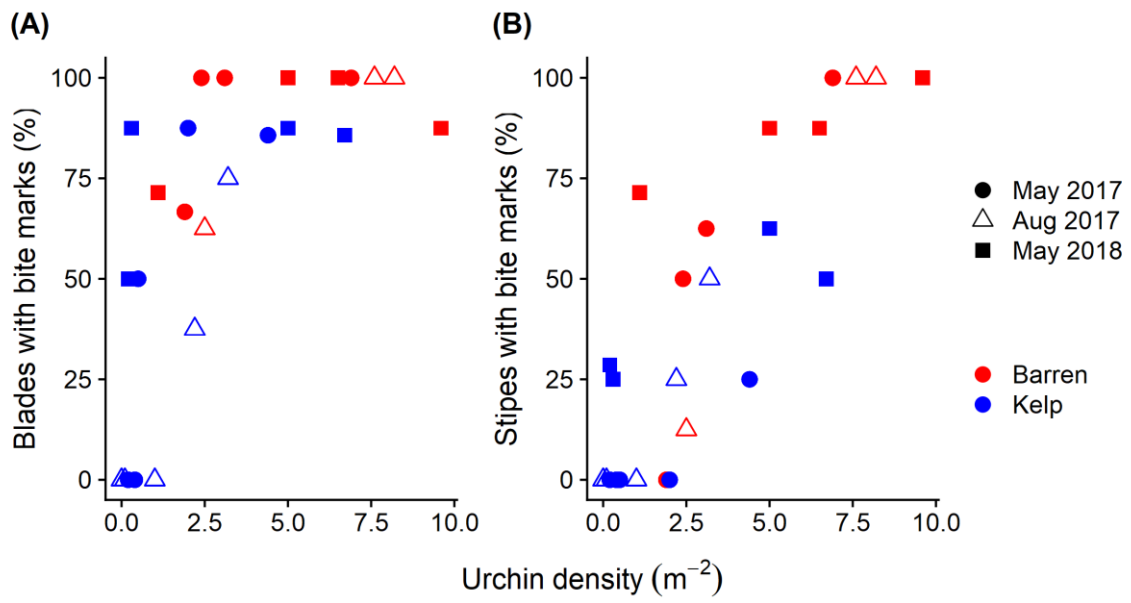 (A)
(B)
Blades with bite marks (%)
100
75
50
25
0
0.0 2.5 5.0 7.5 10.0
Stipes with bite marks (%)
100
75
50
25
0
0.0 2.5 5.0 7.5 10.0
May 2017
Aug 2017
May 2018
Barren
Kelp
Urchin density (m⁻²)